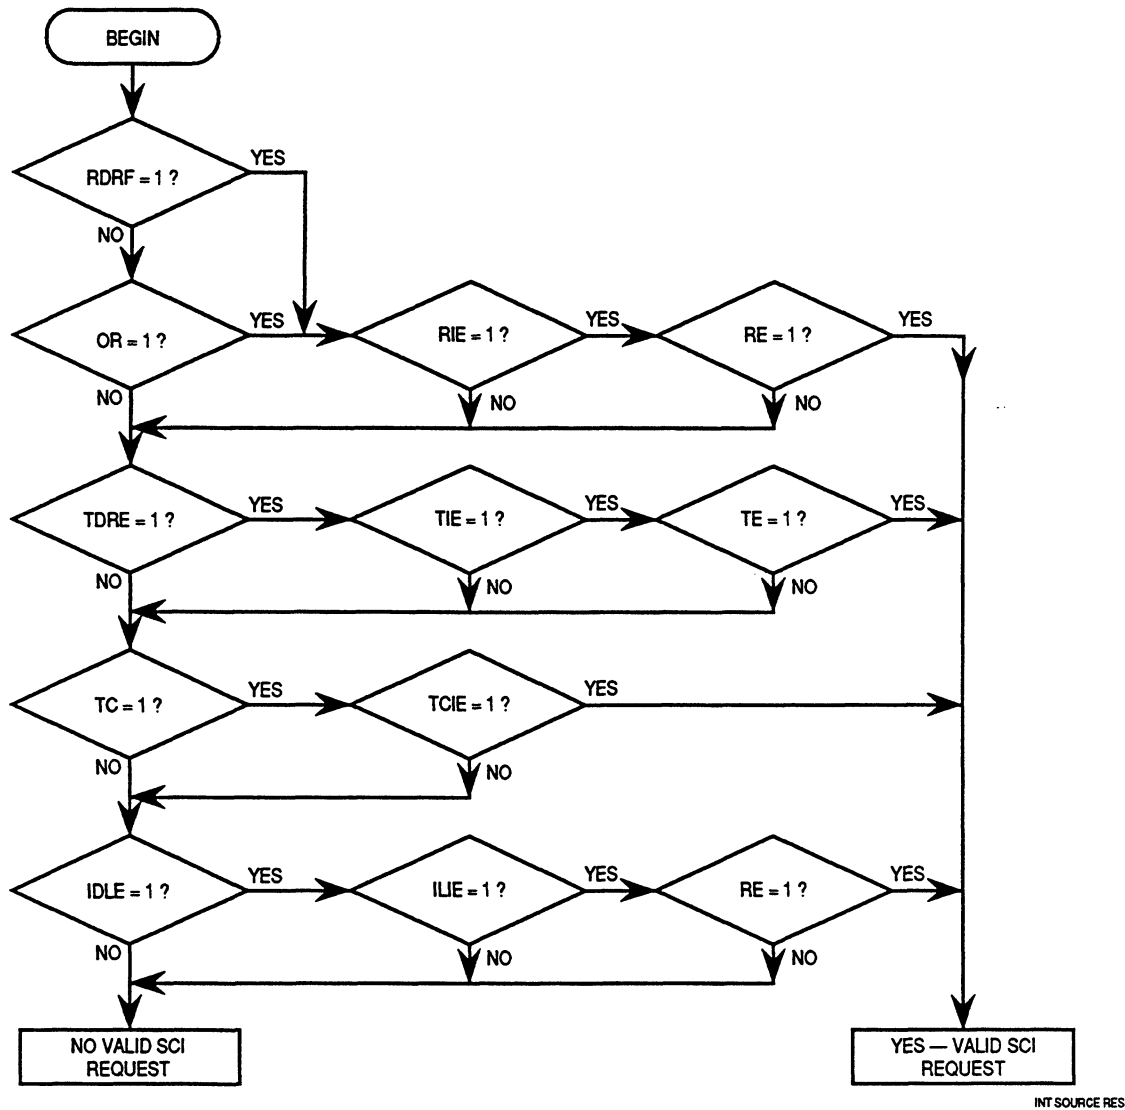 BEGIN
RDRF = 1 ?
YES
NO
OR = 1 ?
YES
RIE = 1 ?
YES
RE = 1 ?
YES
NO
NO
NO
TDRE = 1 ?
YES
TIE = 1 ?
YES
TE = 1 ?
YES
NO
NO
NO
TC = 1 ?
YES
TCIE = 1 ?
YES
NO
NO
IDLE = 1 ?
YES
ILIE = 1 ?
YES
RE = 1 ?
YES
NO
NO
NO
NO VALID SCI
REQUEST
YES — VALID SCI
REQUEST
INT SOURCE RES